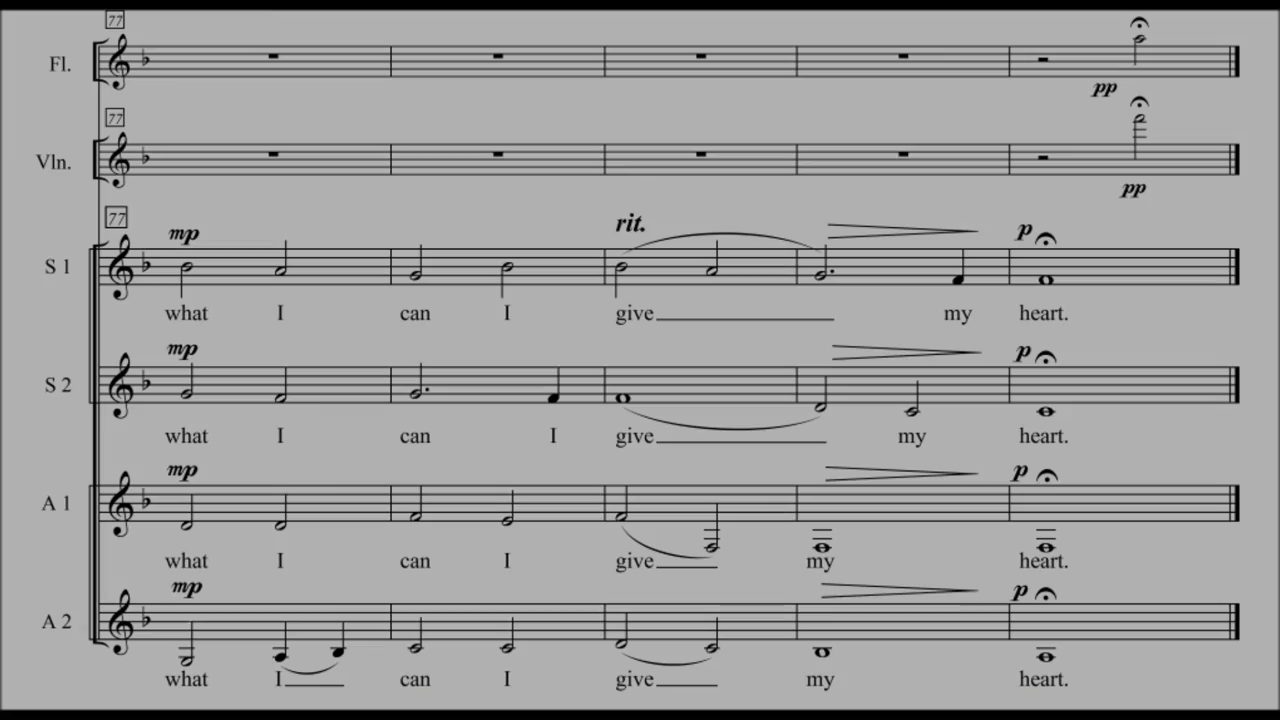 77
Fl.
pp
77
Vln.
pp
77
mp rit. p
S 1
what I can I give my heart.
mp p
S 2
what I can I give my heart.
mp p
A 1
what I can I give my heart.
mp p
A 2
what I can I give my heart.